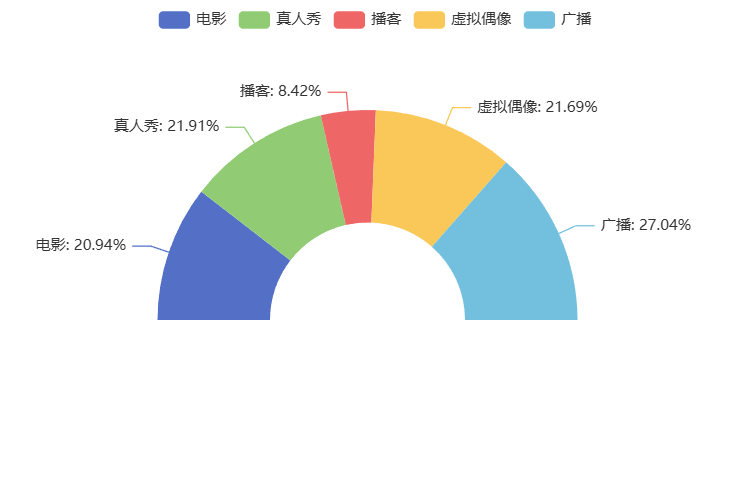 电影 真人秀 播客 虚拟偶像 广播
播客: 8.42%
虚拟偶像: 21.69%
真人秀: 21.91%
广播: 27.04%
电影: 20.94%